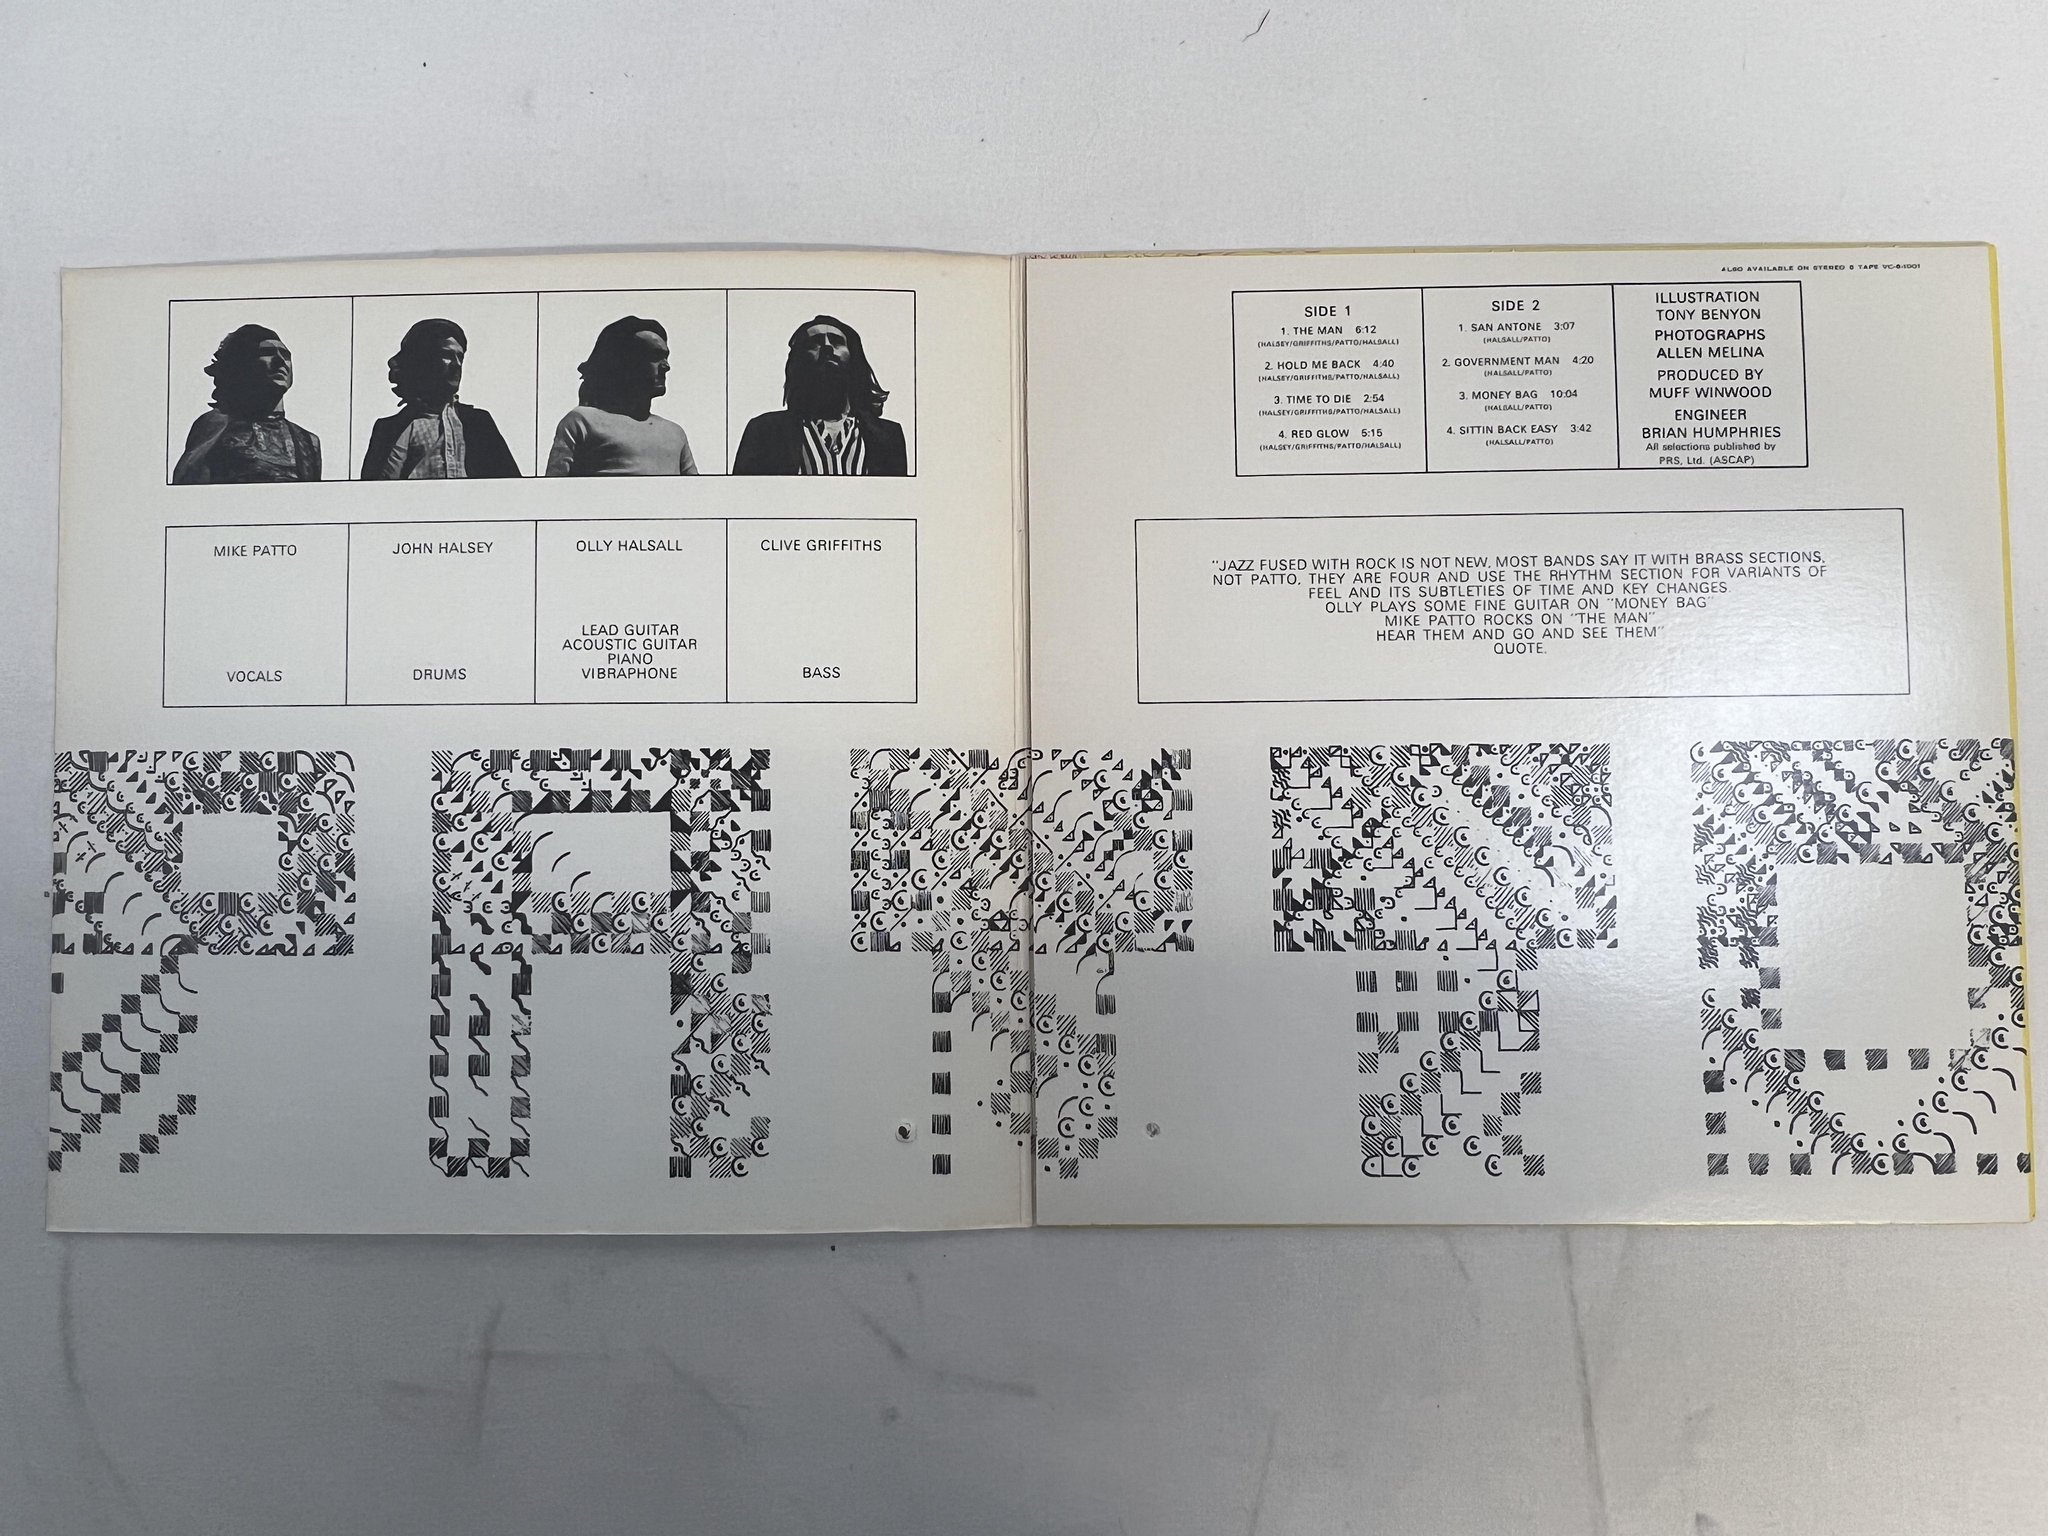 MIKE PATTO
VOCALS
JOHN HALSEY
DRUMS
OLLY HALSALL
LEAD GUITAR
ACOUSTIC GUITAR
PIANO
VIBRAPHONE
CLIVE GRIFFITHS
BASS
ALSO AVAILABLE ON STEREO 8 TAPE VC-8-1001
SIDE 1
1. THE MAN 6:12
(HALSEY/GRIFFITHS/PATTO/HALSALL)
2. HOLD ME BACK 4:40
(HALSEY/GRIFFITHS/PATTO/HALSALL)
3. TIME TO DIE 2:54
(HALSEY/GRIFFITHS/PATTO/HALSALL)
4. RED GLOW 5:15
(HALSEY/GRIFFITHS/PATTO/HALSALL)
SIDE 2
1. SAN ANTONE 3:07
(HALSALL/PATTO)
2. GOVERNMENT MAN 4:20
(HALSALL/PATTO)
3. MONEY BAG 10:04
(HALSALL/PATTO)
4. SITTIN BACK EASY 3:42
(HALSALL/PATTO)
ILLUSTRATION
TONY BENYON
PHOTOGRAPHS
ALLEN MELINA
PRODUCED BY
MUFF WINWOOD
ENGINEER
BRIAN HUMPHRIES
All selections published by
PRS, Ltd. (ASCAP)
"JAZZ FUSED WITH ROCK IS NOT NEW, MOST BANDS SAY IT WITH BRASS SECTIONS,
NOT PATTO, THEY ARE FOUR AND USE THE RHYTHM SECTION FOR VARIANTS OF
FEEL AND ITS SUBTLETIES OF TIME AND KEY CHANGES.
OLLY PLAYS SOME FINE GUITAR ON "MONEY BAG"
MIKE PATTO ROCKS ON "THE MAN"
HEAR THEM AND GO AND SEE THEM"
QUOTE.
PATTO